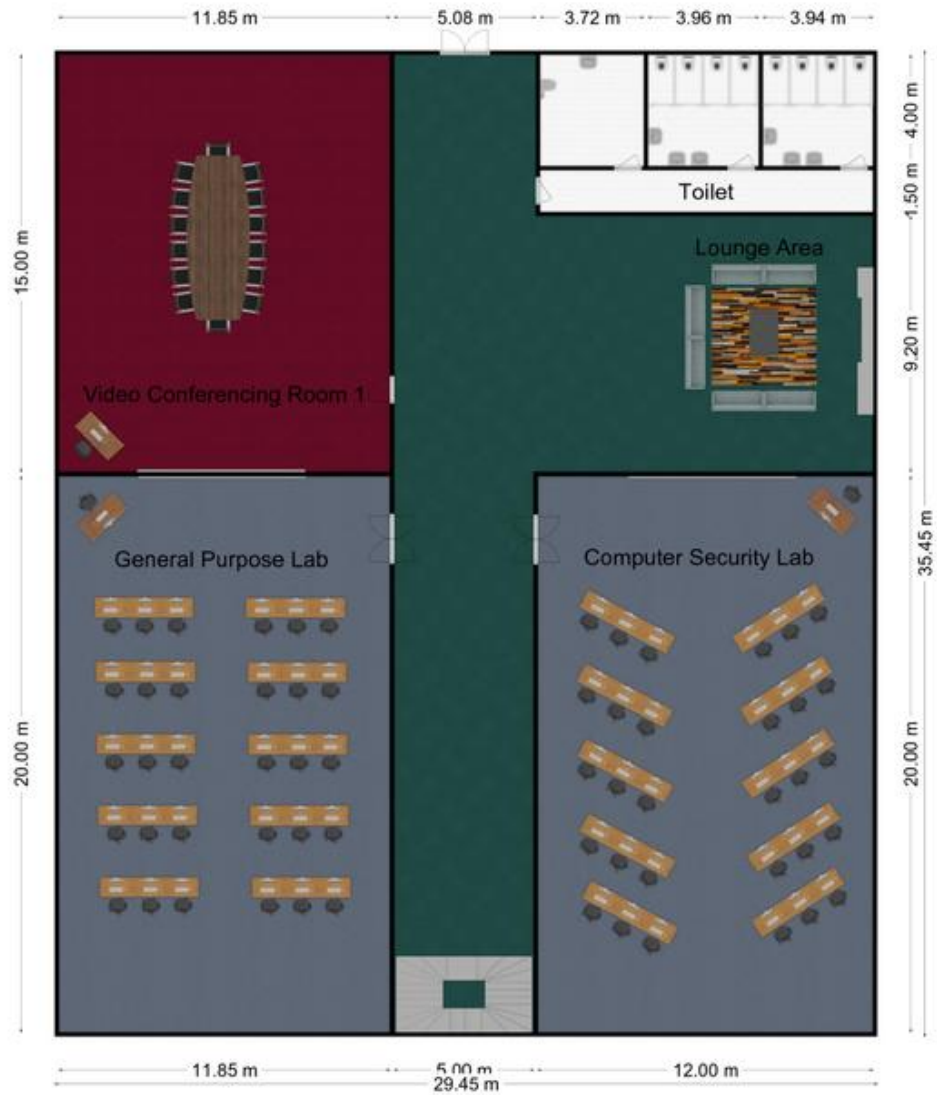 11.85 m 5.08 m 3.72 m 3.96 m 3.94 m
4.00 m
1.50 m
Toilet
Lounge Area
15.00 m
9.20 m
Video Conferencing Room 1
35.45 m
General Purpose Lab
Computer Security Lab
20.00 m
20.00 m
11.85 m 5.00 m 12.00 m
29.45 m